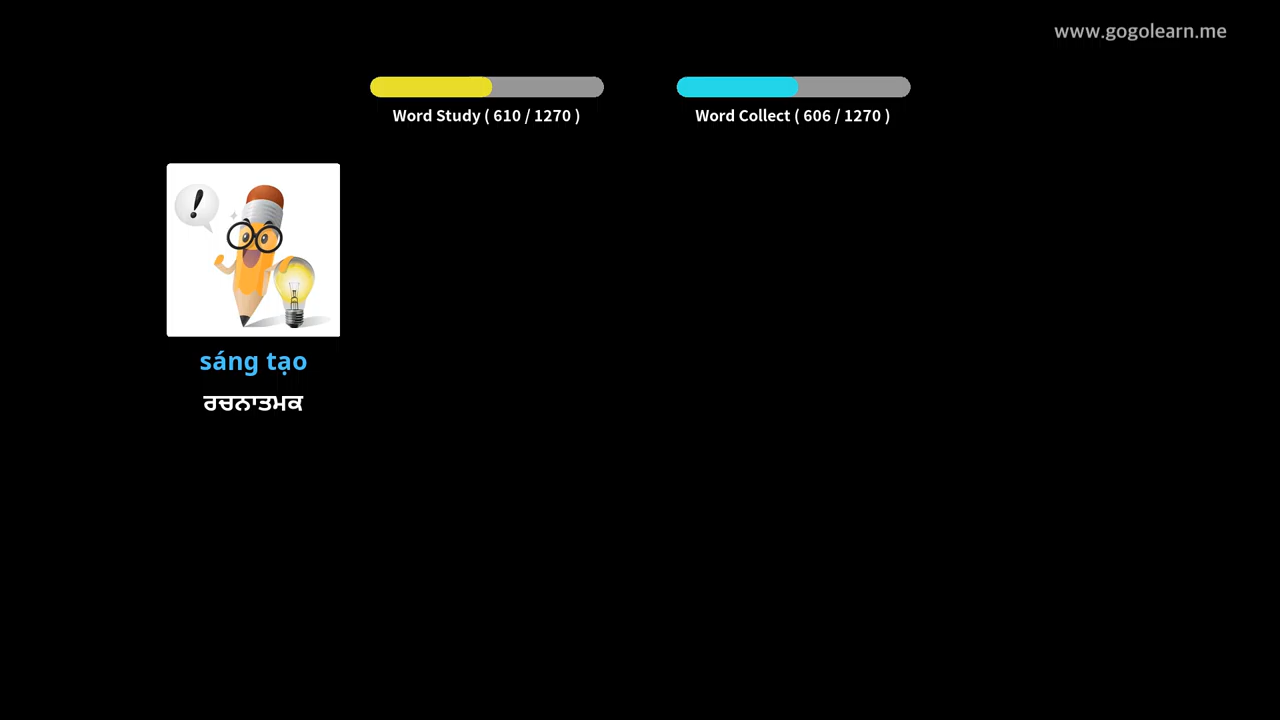 www.gogolearn.me
Word Study ( 610 / 1270 )
Word Collect ( 606 / 1270 )
!
sáng tạo
ਰਚਨਾਤਮਕ